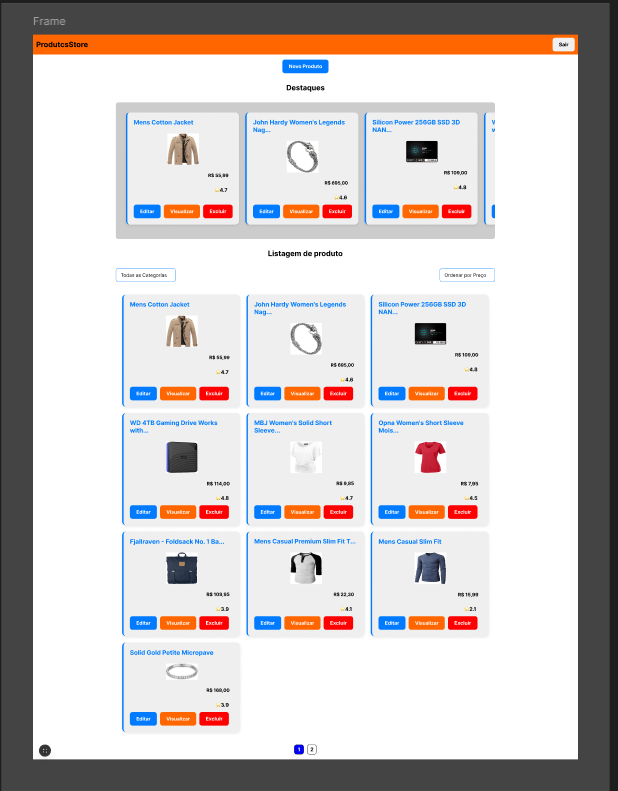 Frame
ProdutcsStore
Sair
Novo Produto
Destaques
Mens Cotton Jacket
R$ 55,99
4.7
Editar Visualizar Excluir
John Hardy Women's Legends
Nag...
R$ 695,00
4.6
Editar Visualizar Excluir
Silicon Power 256GB SSD 3D
NAN...
R$ 109,00
4.8
Editar Visualizar Excluir
Listagem de produto
Todas as Categorias
Ordenar por Preço
Mens Cotton Jacket
R$ 55,99
4.7
Editar Visualizar Excluir
John Hardy Women's Legends
Nag...
R$ 695,00
4.6
Editar Visualizar Excluir
Silicon Power 256GB SSD 3D
NAN...
R$ 109,00
4.8
Editar Visualizar Excluir
WD 4TB Gaming Drive Works
with...
R$ 114,00
4.8
Editar Visualizar Excluir
MBJ Women's Solid Short
Sleeve...
R$ 9,85
4.7
Editar Visualizar Excluir
Opna Women's Short Sleeve
Mois...
R$ 7,95
4.5
Editar Visualizar Excluir
Fjallraven - Foldsack No. 1 Ba...
R$ 109,95
3.9
Editar Visualizar Excluir
Mens Casual Premium Slim Fit T...
R$ 22,30
4.1
Editar Visualizar Excluir
Mens Casual Slim Fit
R$ 15,99
2.1
Editar Visualizar Excluir
Solid Gold Petite Micropave
R$ 168,00
3.9
Editar Visualizar Excluir
1 2